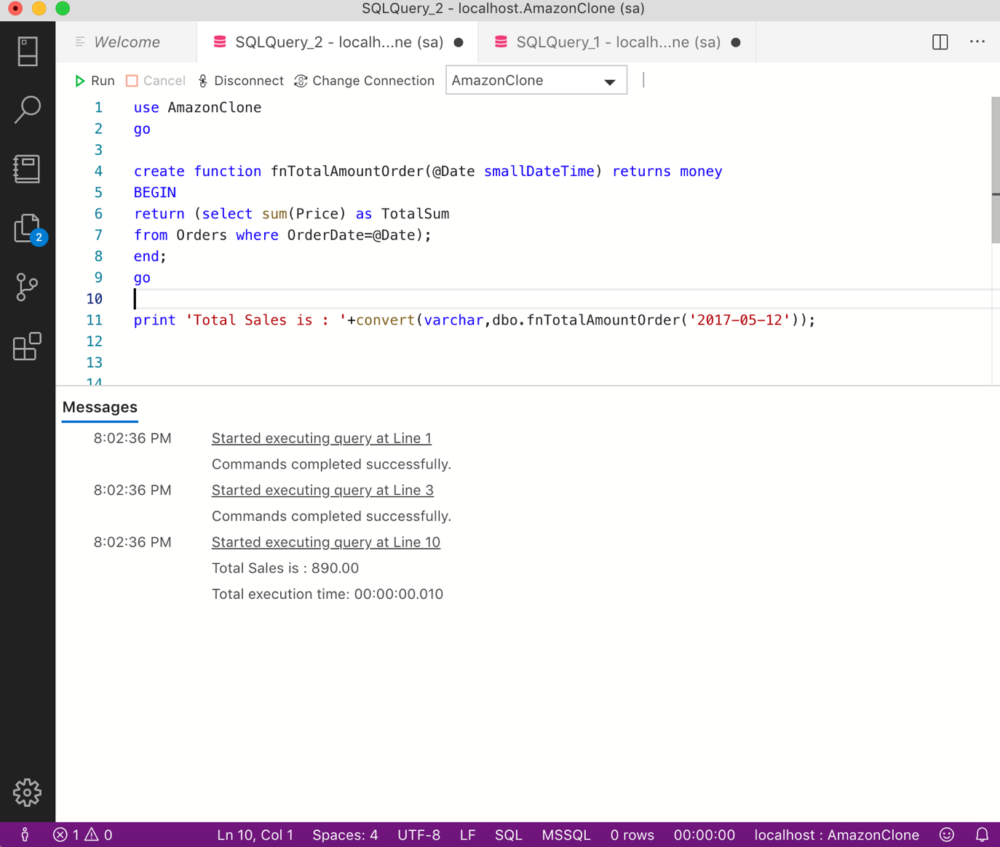 SQLQuery_2 - localhost.AmazonClone (sa)
Welcome
SQLQuery_2 - localh...ne (sa)
SQLQuery_1 - localh...ne (sa)
Run Cancel Disconnect Change Connection AmazonClone
1 use AmazonClone
2 go
3
4 create function fnTotalAmountOrder(@Date smallDateTime) returns money
5 BEGIN
6 return (select sum(Price) as TotalSum
7 from Orders where OrderDate=@Date);
8 end;
9 go
10
11 print 'Total Sales is : '+convert(varchar,dbo.fnTotalAmountOrder('2017-05-12'));
12
13
14
2
Messages
8:02:36 PM Started executing query at Line 1
Commands completed successfully.
8:02:36 PM Started executing query at Line 3
Commands completed successfully.
8:02:36 PM Started executing query at Line 10
Total Sales is : 890.00
Total execution time: 00:00:00.010
1 0 Ln 10, Col 1 Spaces: 4 UTF-8 LF SQL MSSQL 0 rows 00:00:00 localhost : AmazonClone